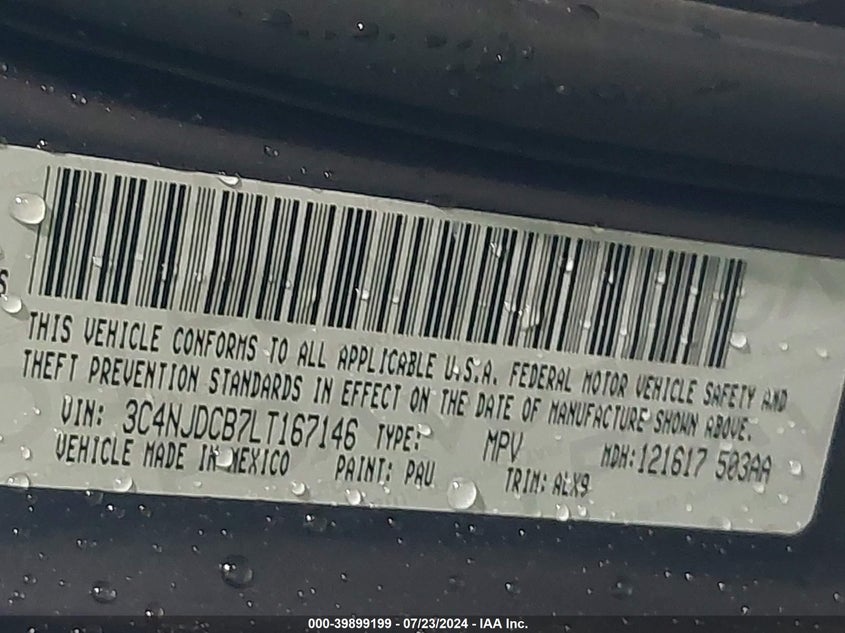 S
THIS VEHICLE CONFORMS TO ALL APPLICABLE U.S.A. FEDERAL MOTOR VEHICLE SAFETY AND
THEFT PREVENTION STANDARDS IN EFFECT ON THE DATE OF MANUFACTURE SHOWN ABOVE.
VIN: 3C4NJDCB7LT167146 TYPE: MPV MDH:121617 503AA
VEHICLE MADE IN MEXICO PAINT: PAU TRIM: ALX9
000-39899199 - 07/23/2024 - IAA Inc.